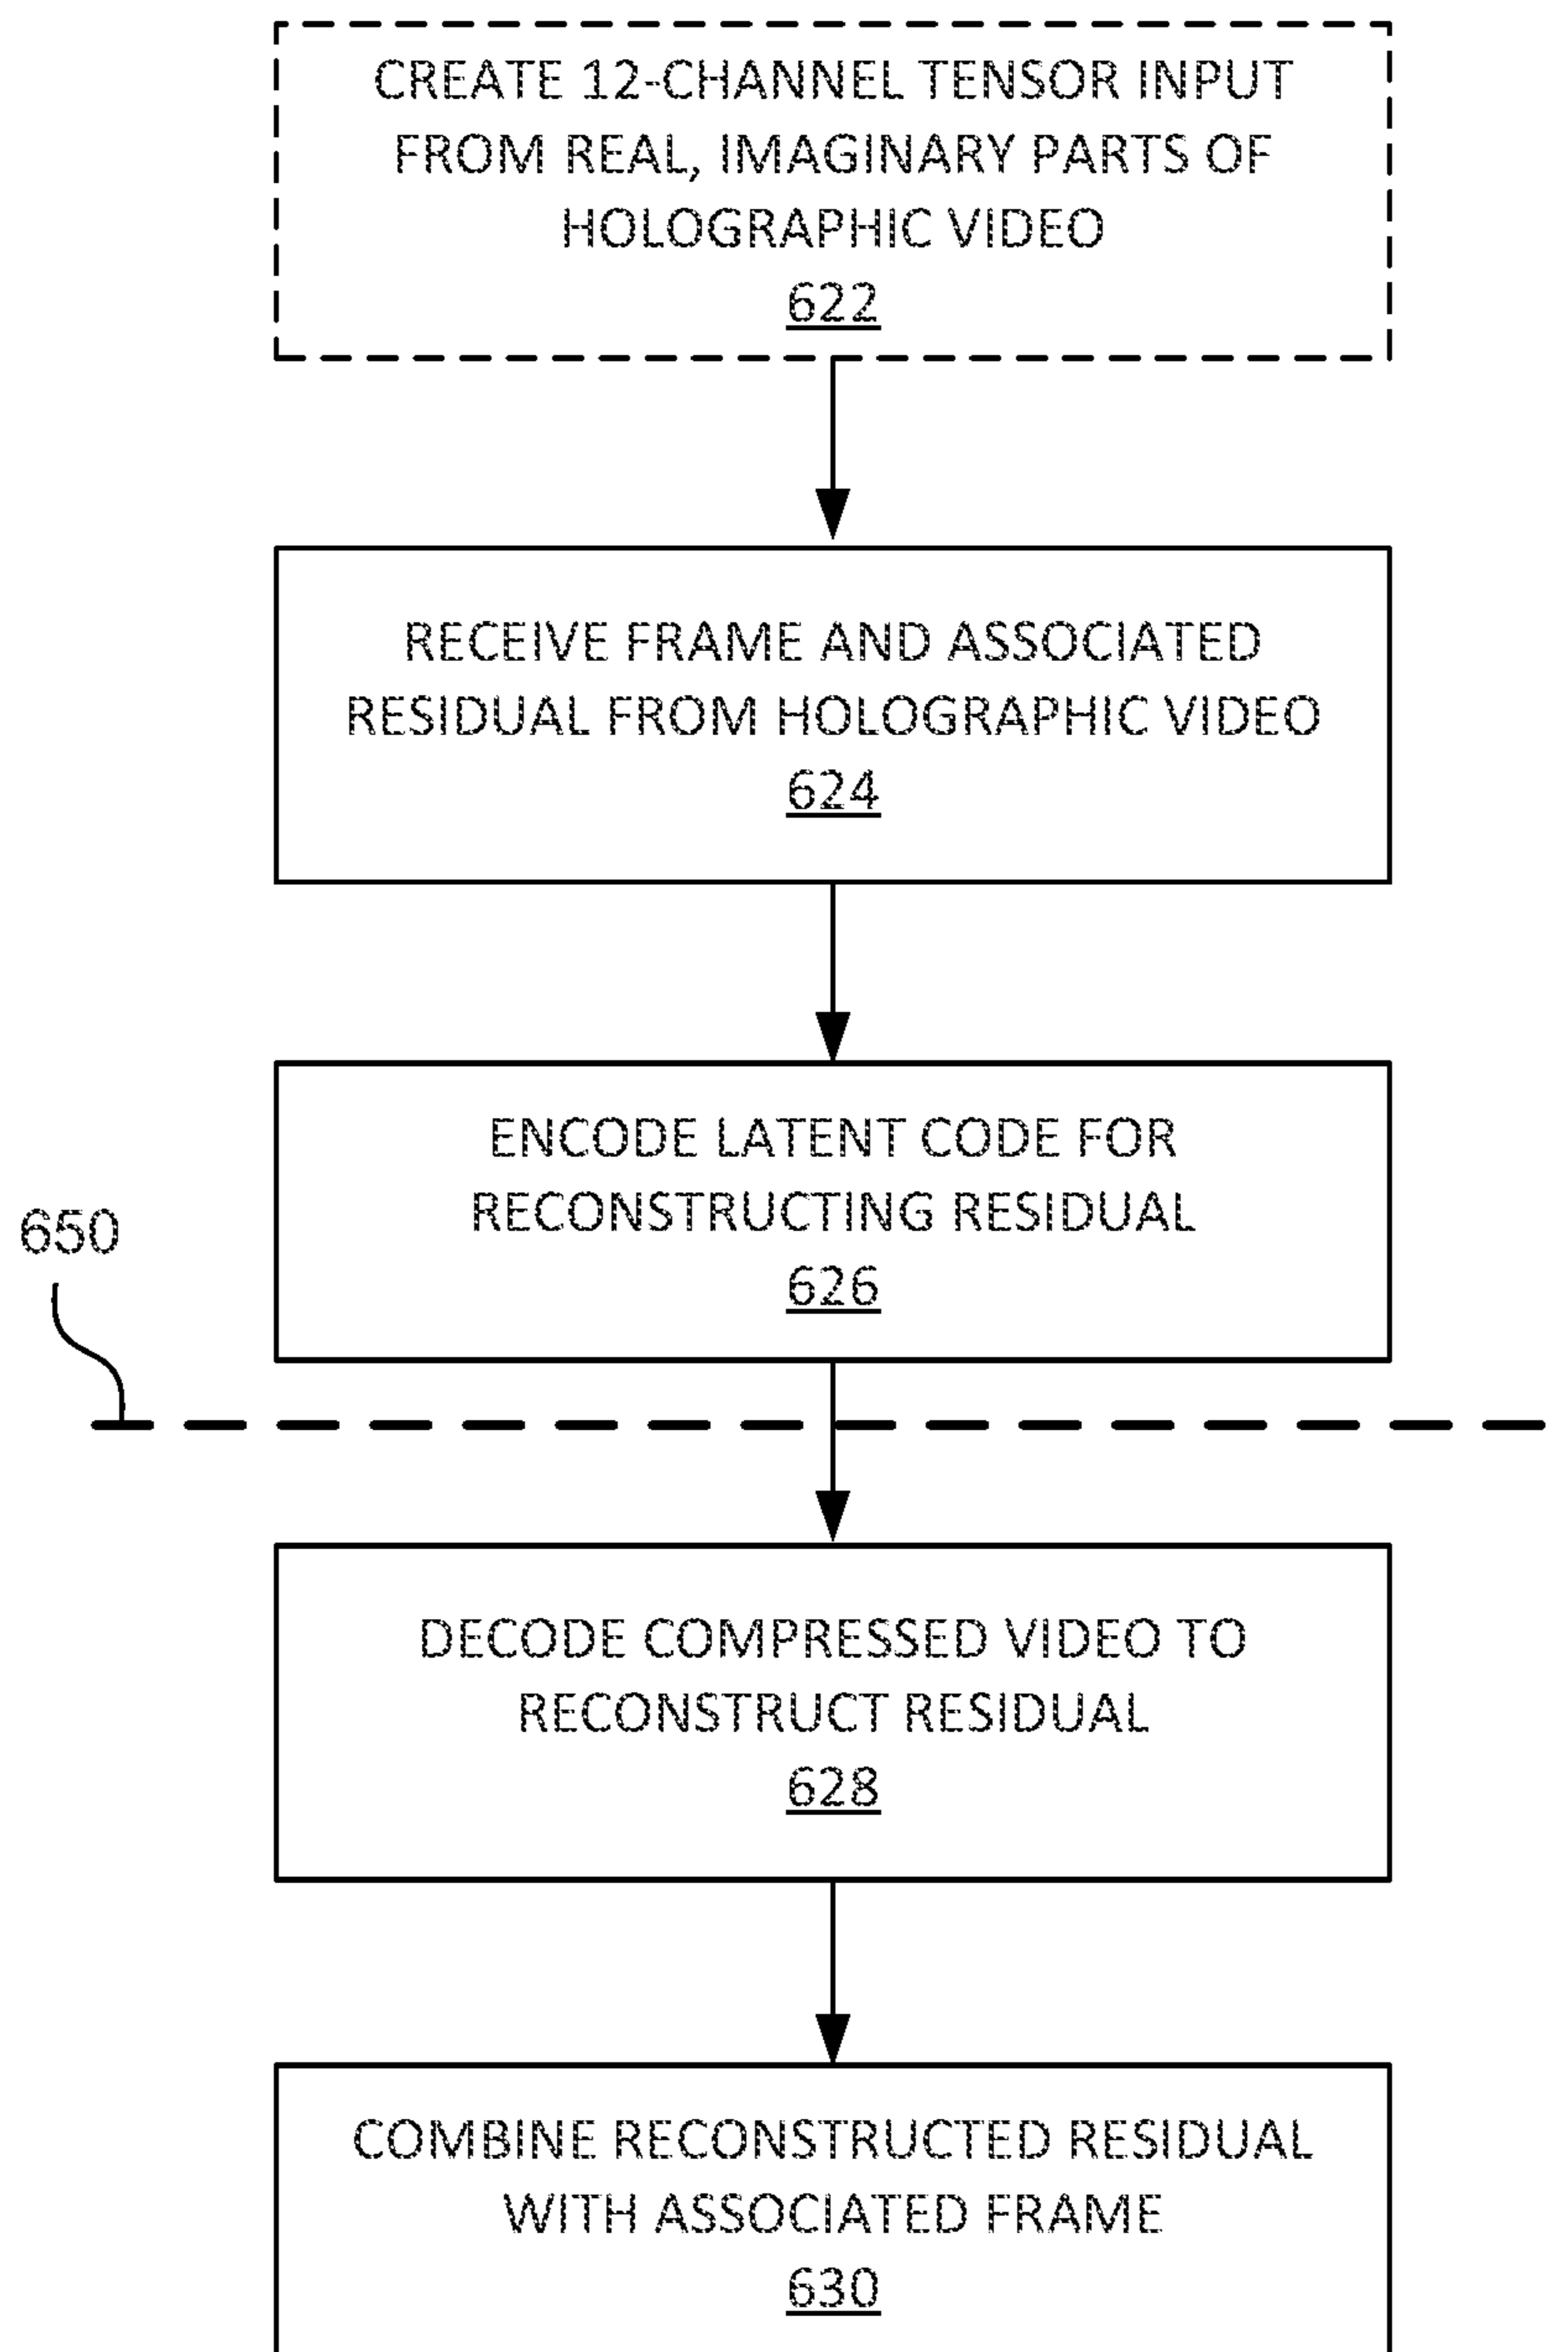 CREATE 12-CHANNEL TENSOR INPUT
FROM REAL, IMAGINARY PARTS OF
HOLOGRAPHIC VIDEO
622
RECEIVE FRAME AND ASSOCIATED
RESIDUAL FROM HOLOGRAPHIC VIDEO
624
ENCODE LATENT CODE FOR
RECONSTRUCTING RESIDUAL
626
650
DECODE COMPRESSED VIDEO TO
RECONSTRUCT RESIDUAL
628
COMBINE RECONSTRUCTED RESIDUAL
WITH ASSOCIATED FRAME
630